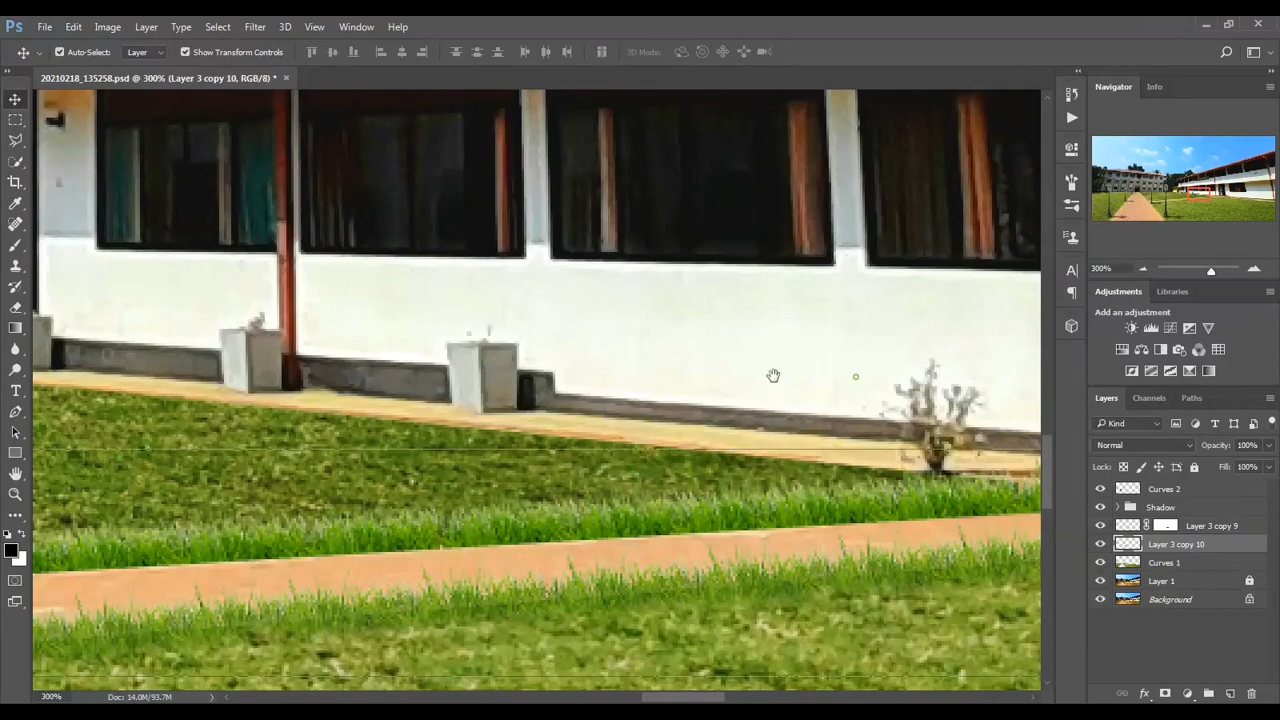 Ps File Edit Image Layer Type Select Filter 3D View Window Help
Auto-Select: Layer Show Transform Controls 3D Mode:
20210218_135258.psd @ 300% (Layer 3 copy 10, RGB/8) *
Navigator Info
300%
Adjustments Libraries
Add an adjustment
Layers Channels Paths
Kind
Normal Opacity: 100%
Lock: Fill: 100%
Curves 2
Shadow
Layer 3 copy 9
Layer 3 copy 10
Curves 1
Layer 1
Background
300% Doc: 14.0M/93.7M